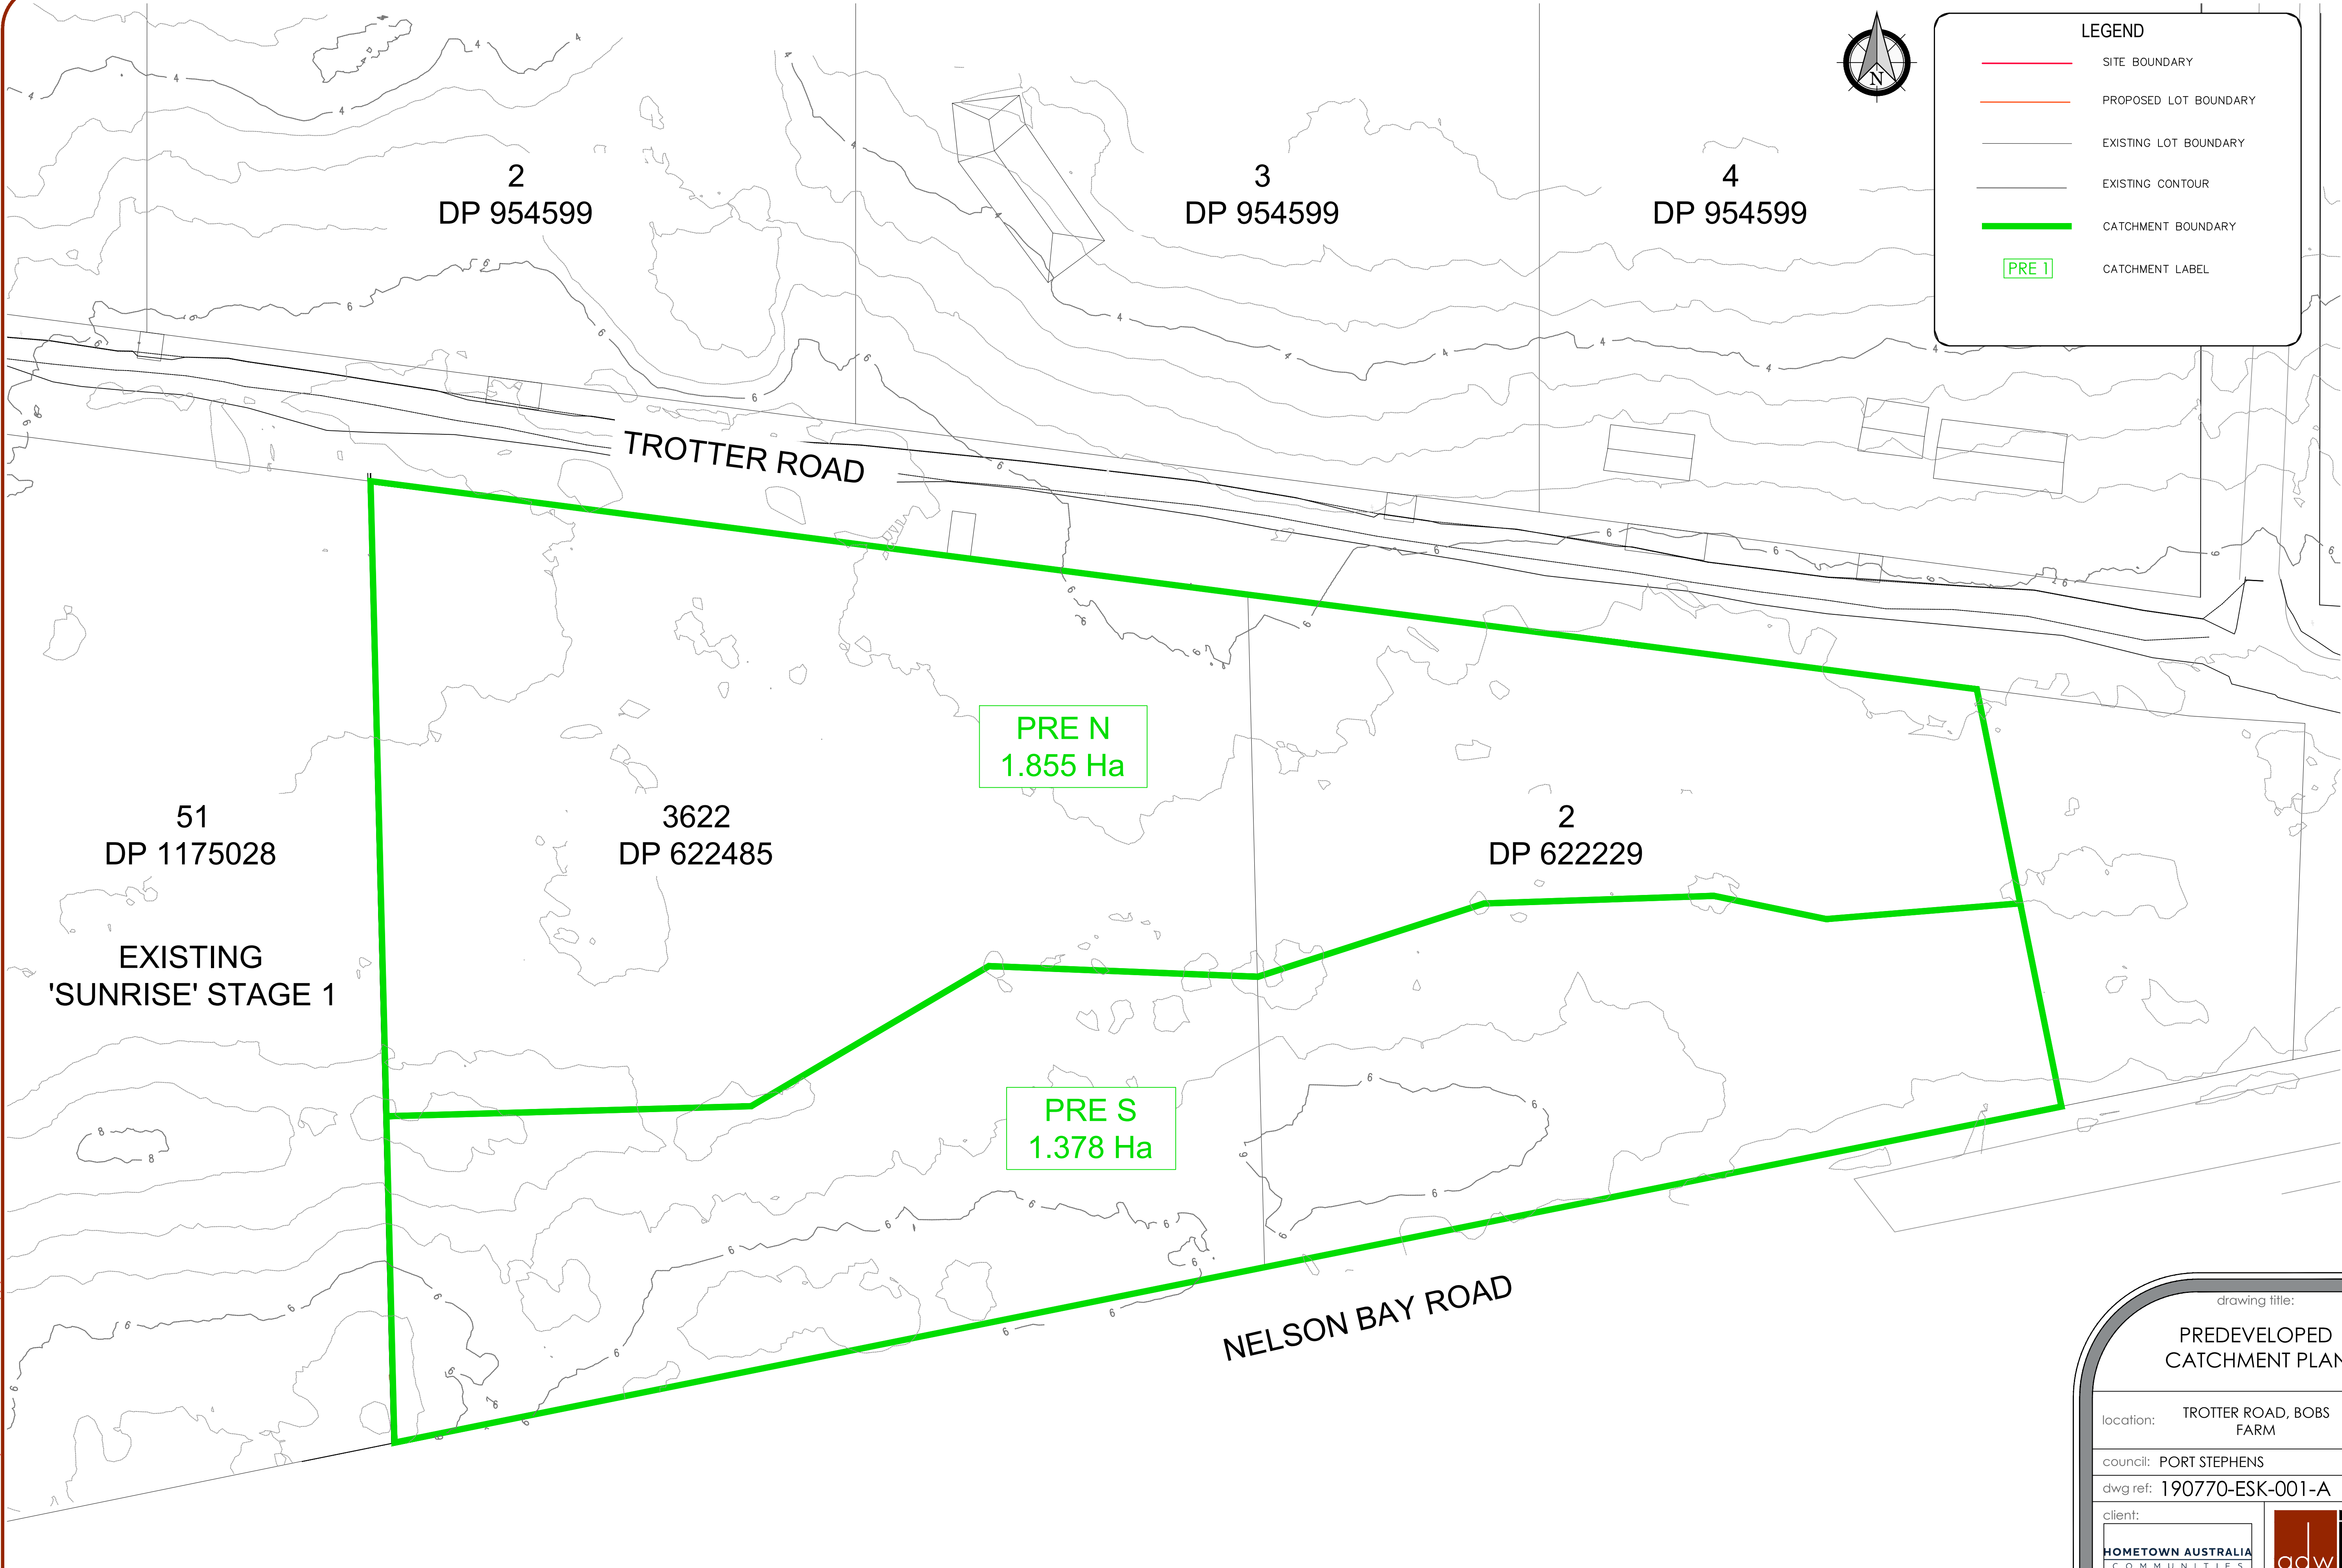 LEGEND
SITE BOUNDARY
PROPOSED LOT BOUNDARY
EXISTING LOT BOUNDARY
EXISTING CONTOUR
CATCHMENT BOUNDARY
PRE 1 CATCHMENT LABEL
N
2
DP 954599
3
DP 954599
4
DP 954599
TROTTER ROAD
PRE N
1.855 Ha
51
DP 1175028
3622
DP 622485
2
DP 622229
EXISTING
'SUNRISE' STAGE 1
PRE S
1.378 Ha
NELSON BAY ROAD
drawing title:
PREDEVELOPED
CATCHMENT PLAN
location: TROTTER ROAD, BOBS
FARM
council: PORT STEPHENS
dwg ref: 190770-ESK-001-A
client:
HOMETOWN AUSTRALIA
COMMUNITIES
adw